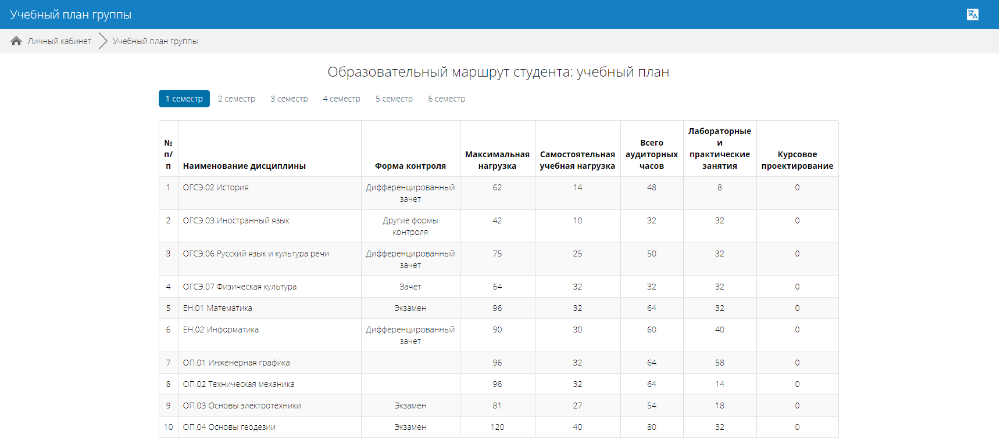 Учебный план группы
Личный кабинет Учебный план группы
Образовательный маршрут студента: учебный план
1 семестр 2 семестр 3 семестр 4 семестр 5 семестр 6 семестр
№ п/п Наименование дисциплины Форма контроля Максимальная нагрузка Самостоятельная учебная нагрузка Всего аудиторных часов Лабораторные и практические занятия Курсовое проектирование
1 ОГСЭ.02 История Дифференцированный зачет 62 14 48 8 0
2 ОГСЭ.03 Иностранный язык Другие формы контроля 42 10 32 32 0
3 ОГСЭ.06 Русский язык и культура речи Дифференцированный зачет 75 25 50 32 0
4 ОГСЭ.07 Физическая культура Зачет 64 32 32 32 0
5 ЕН.01 Математика Экзамен 96 32 64 32 0
6 ЕН.02 Информатика Дифференцированный зачет 90 30 60 40 0
7 ОП.01 Инженерная графика 96 32 64 58 0
8 ОП.02 Техническая механика 96 32 64 14 0
9 ОП.03 Основы электротехники Экзамен 81 27 54 18 0
10 ОП.04 Основы геодезии Экзамен 120 40 80 32 0